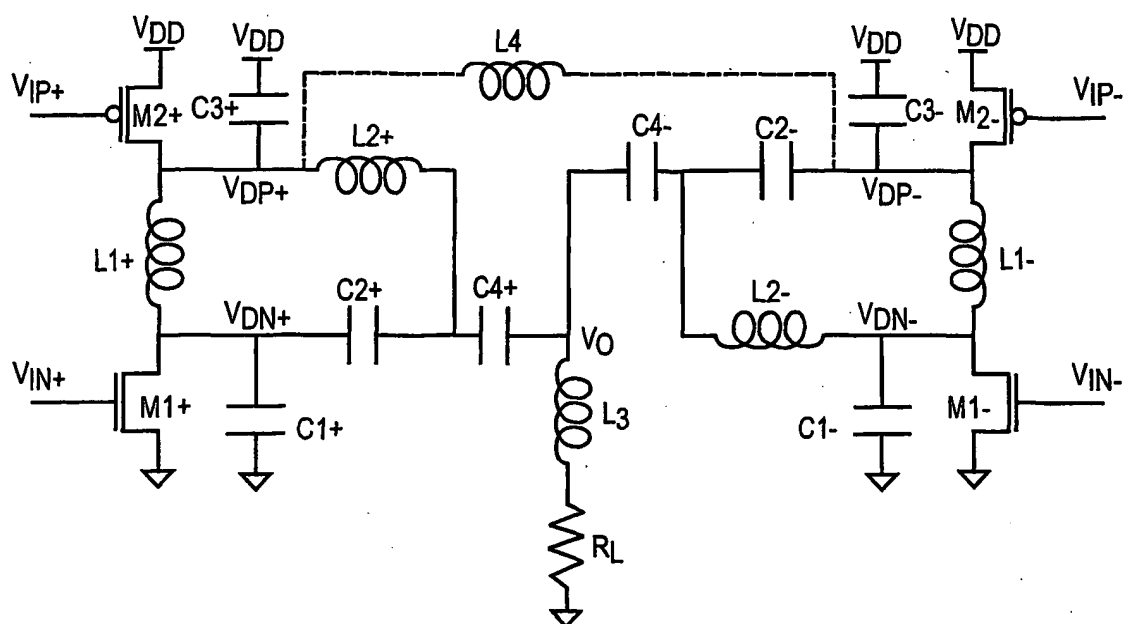 VDD VDD L4 VDD VDD
VIP+ M2+ C3+ C3- M2- VIP-
L2+ C4- C2-
VDP+ VDP-
L1+ L1-
C2+ C4+ L2-
VDN+ VO VDN-
VIN+ M1+ C1+ L3 C1- M1- VIN-
RL